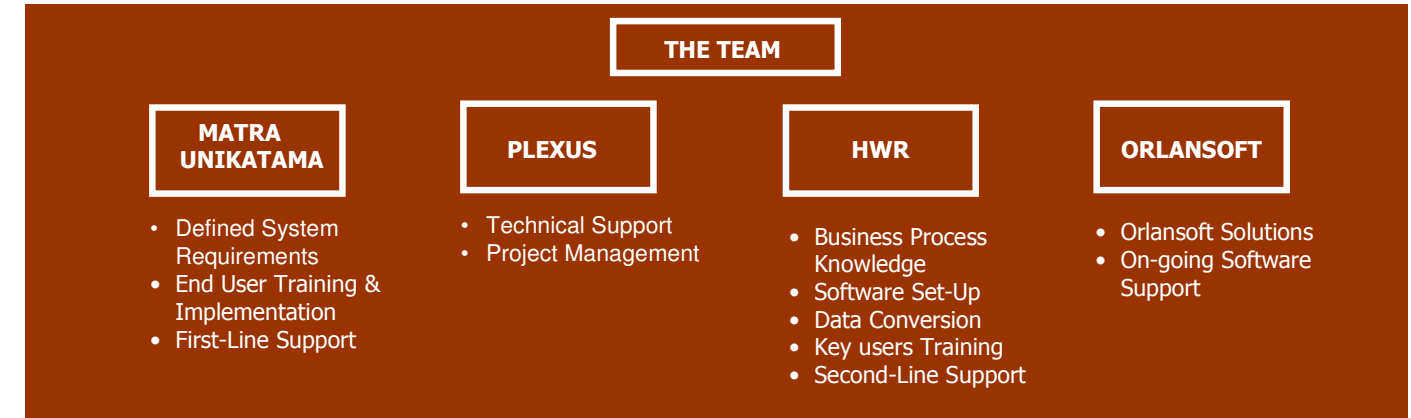 THE TEAM
MATRA
UNIKATAMA
• Defined System
Requirements
• End User Training &
Implementation
• First-Line Support
PLEXUS
• Technical Support
• Project Management
HWR
• Business Process
Knowledge
• Software Set-Up
• Data Conversion
• Key users Training
• Second-Line Support
ORLANSOFT
• Orlansoft Solutions
• On-going Software
Support